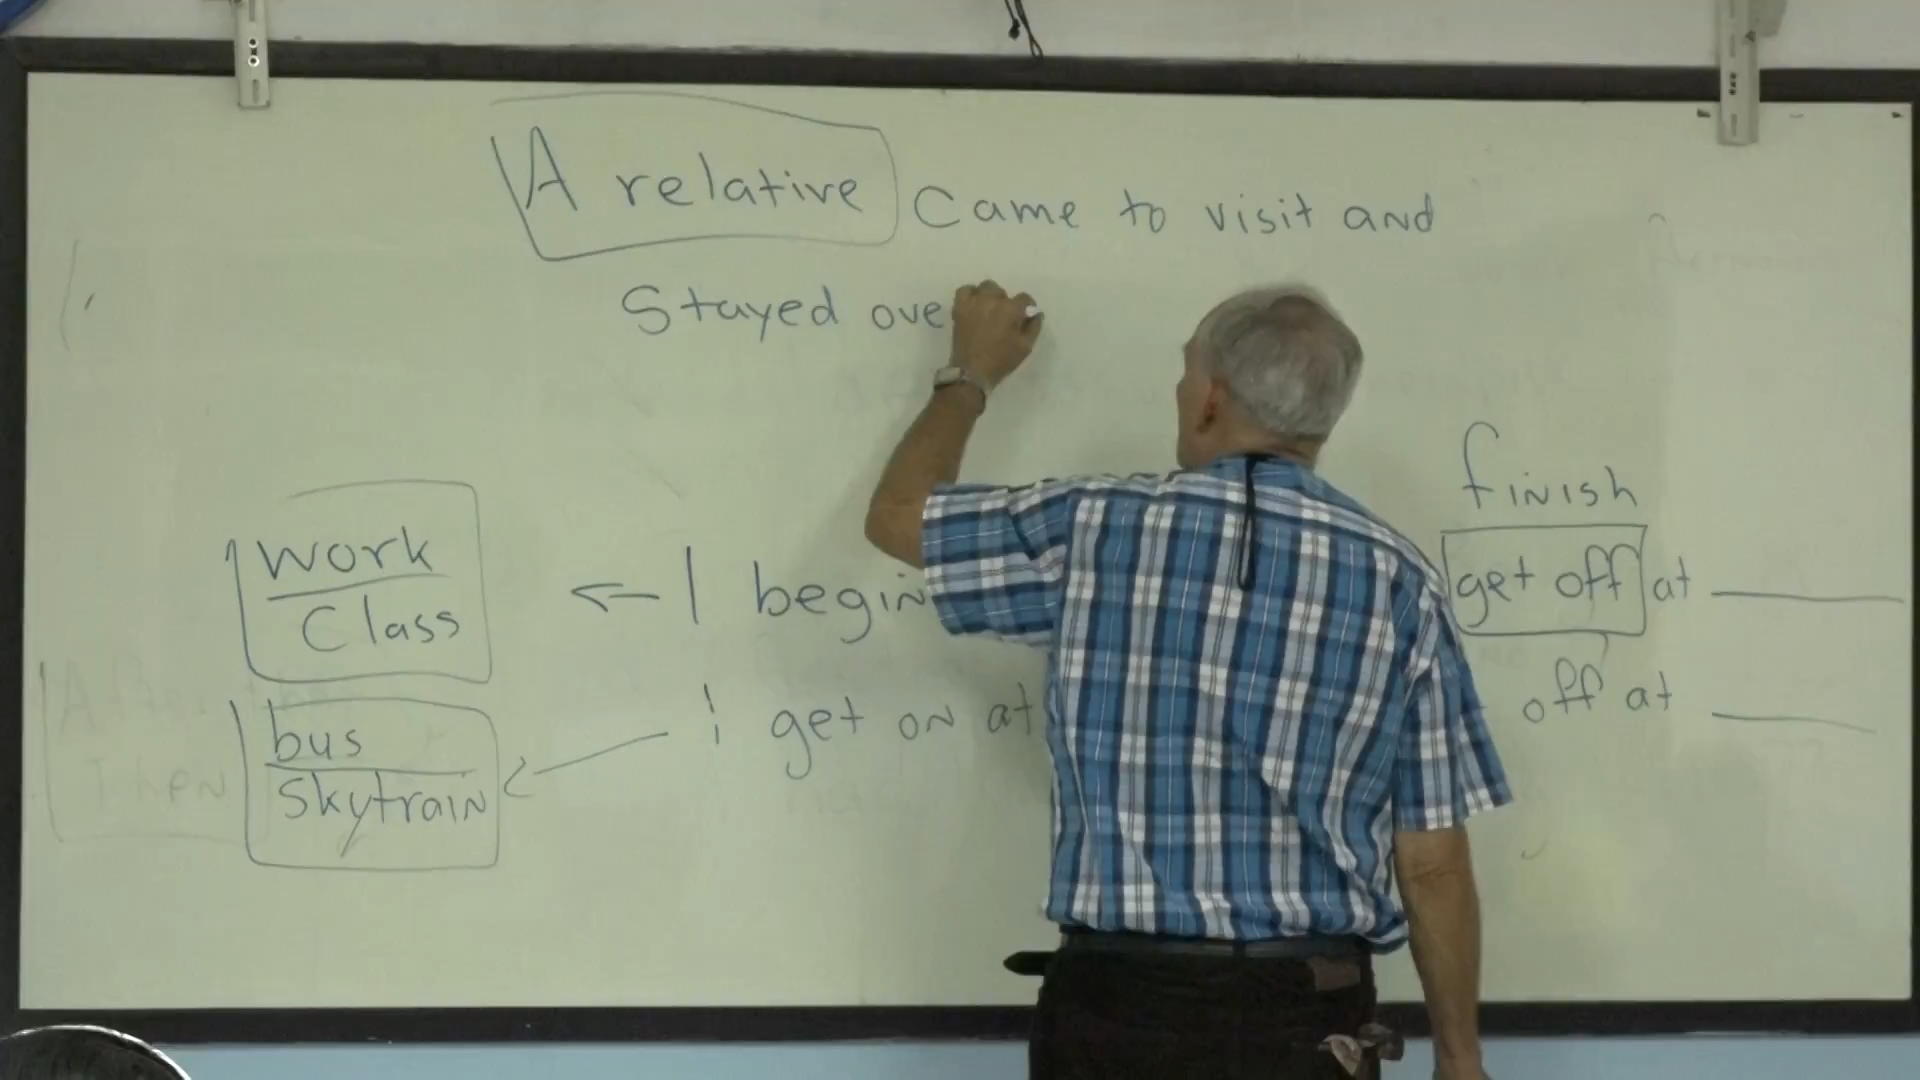 A relative Came to visit and
Stayed ove
finish
work
Class
← I begin
get off at
bus
Skytrain
i get on at
off at
Then